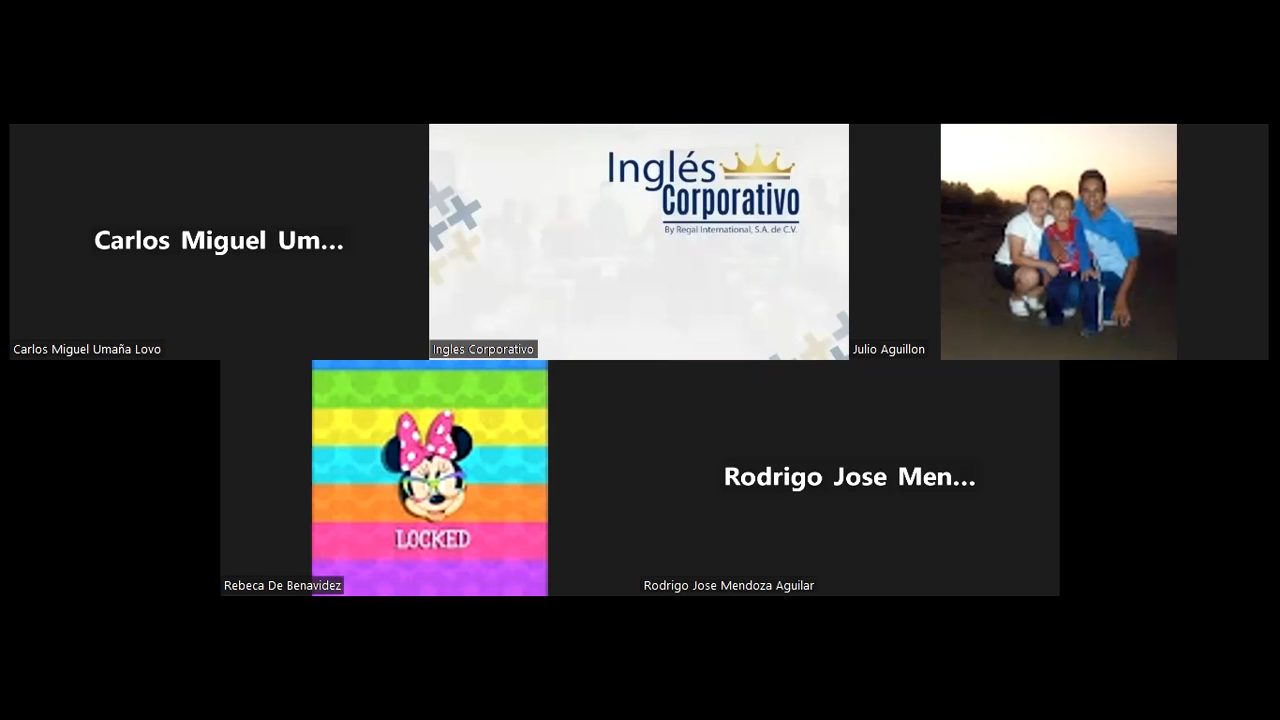 Carlos Miguel Um...
Carlos Miguel Umaña Lovo
Inglés
Corporativo
By Regal International, S.A. de C.V.
Ingles Corporativo
Julio Aguillon
LOCKED
Rebeca De Benavidez
Rodrigo Jose Men...
Rodrigo Jose Mendoza Aguilar